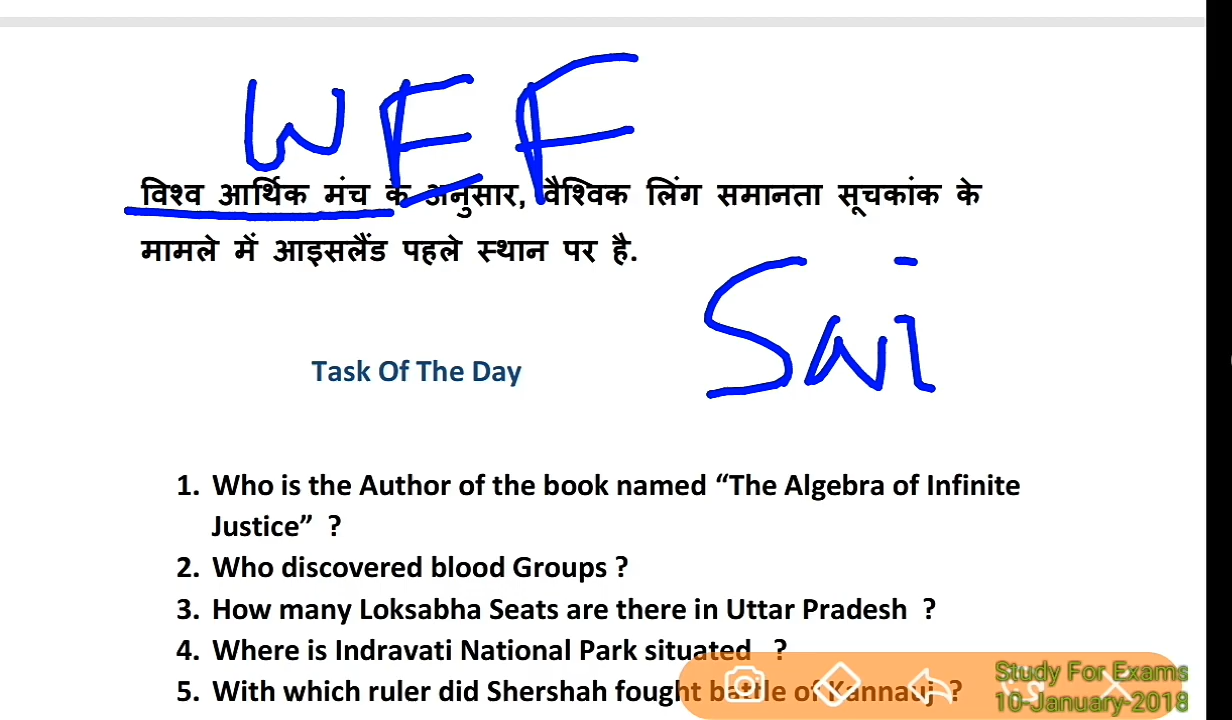 WEF
विश्व आर्थिक मंच के अनुसार, वैश्विक लिंग समानता सूचकांक के
मामले में आइसलैंड पहले स्थान पर है.
Task Of The Day
1. Who is the Author of the book named “The Algebra of Infinite
Justice” ?
2. Who discovered blood Groups ?
3. How many Loksabha Seats are there in Uttar Pradesh ?
4. Where is Indravati National Park situated ?
5. With which ruler did Shershah fought battle of Kannauj ?
Study For Exams
10-January-2018